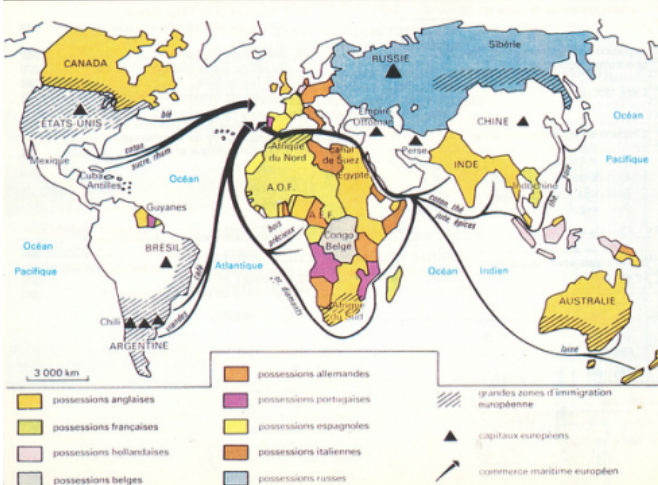 CANADA
ÉTATS-UNIS
Mexique
Cuba
Antilles
Océan
Guyanes
BRÉSIL
Océan
Pacifique
Atlantique
Chili
ARGENTINE
blé
coton
sucre, rhum
café
viandes
bois
précieux
or, diamants
RUSSIE
Sibérie
Empire
Ottoman
Perse
CHINE
Océan
Pacifique
INDE
Indochine
Afrique
du Nord
Canal
de Suez
Egypte
A.O.F.
A.E.F.
Congo
Belge
Afrique
du Sud
coton, thé
jute, épices
thé
soie
Océan
Indien
AUSTRALIE
laine
3 000 km
possessions anglaises
possessions françaises
possessions hollandaises
possessions belges
possessions allemandes
possessions portugaises
possessions espagnoles
possessions italiennes
possessions russes
grandes zones d'immigration
européenne
capitaux européens
commerce maritime européen